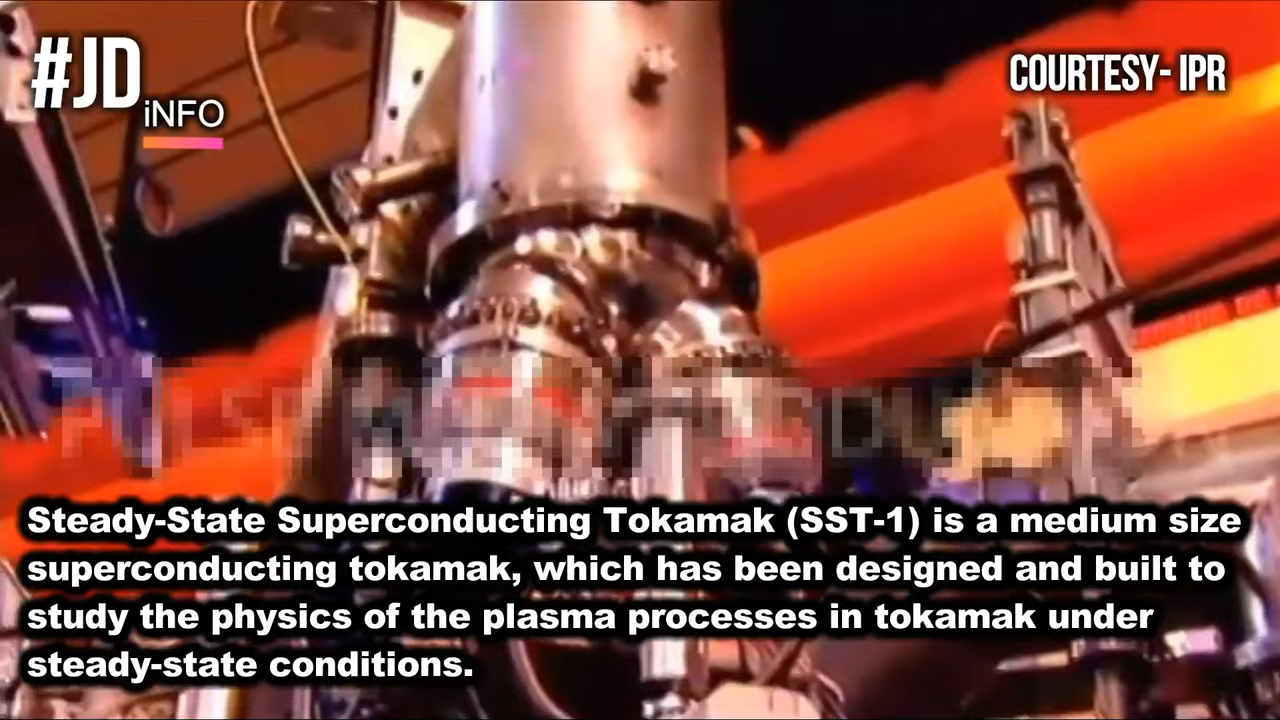 #JD
iNFO
COURTESY- IPR
Steady-State Superconducting Tokamak (SST-1) is a medium size
superconducting tokamak, which has been designed and built to
study the physics of the plasma processes in tokamak under
steady-state conditions.